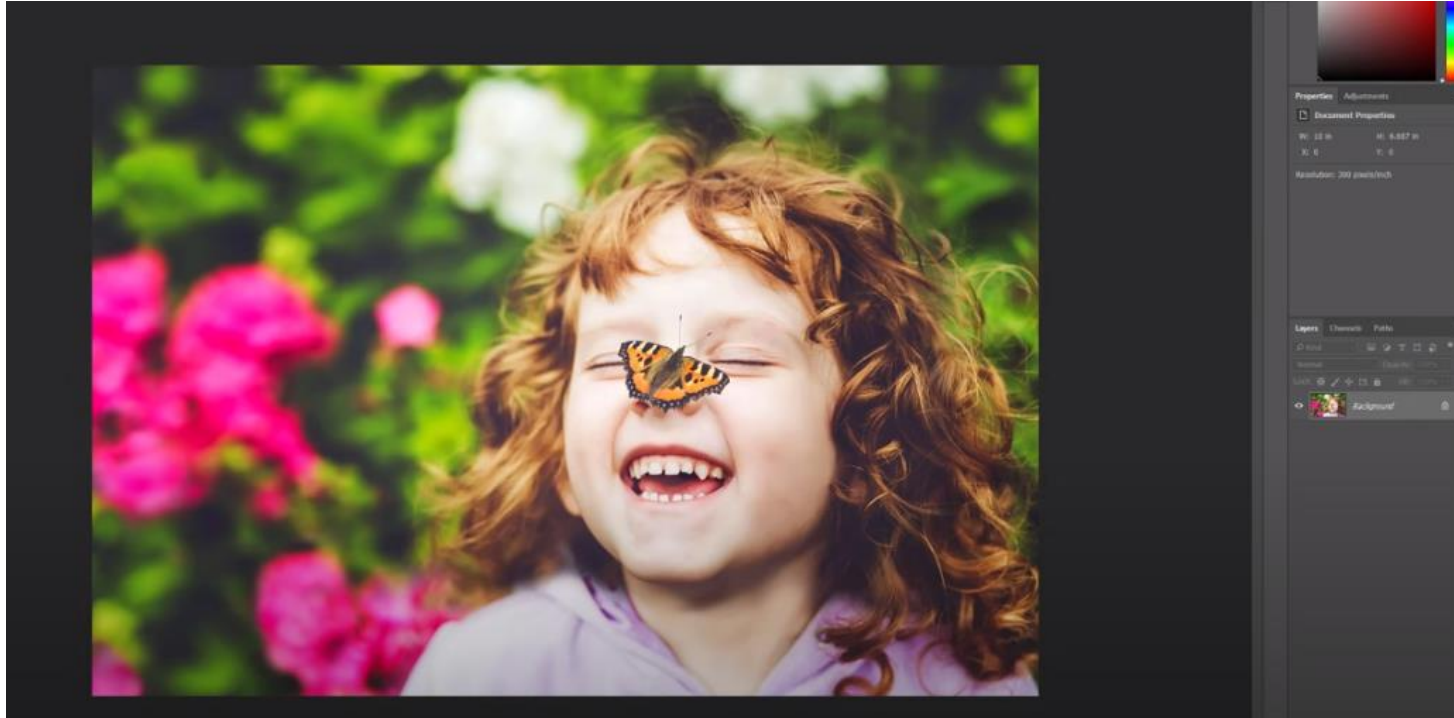 Properties Adjustments
Document Properties
W: 10 in H: 6.667 in
X: 0 Y: 0
Resolution: 300 pixels/inch
Layers Channels Paths
Kind
Normal Opacity:
Lock:
Background